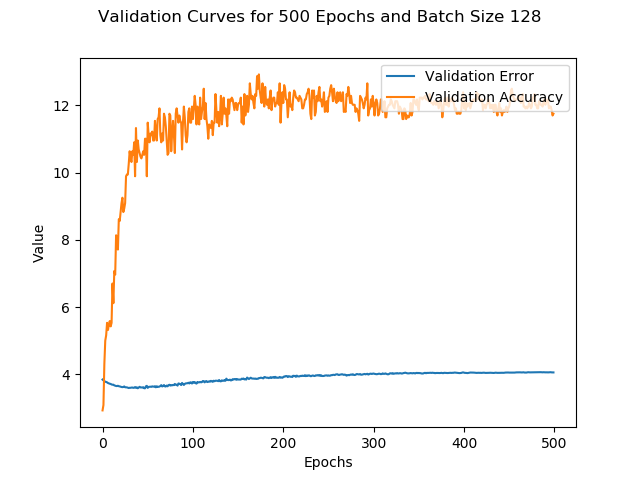 Validation Curves for 500 Epochs and Batch Size 128
Validation Error
Validation Accuracy
12
10
8
6
4
Value
0
100
200
300
400
500
Epochs